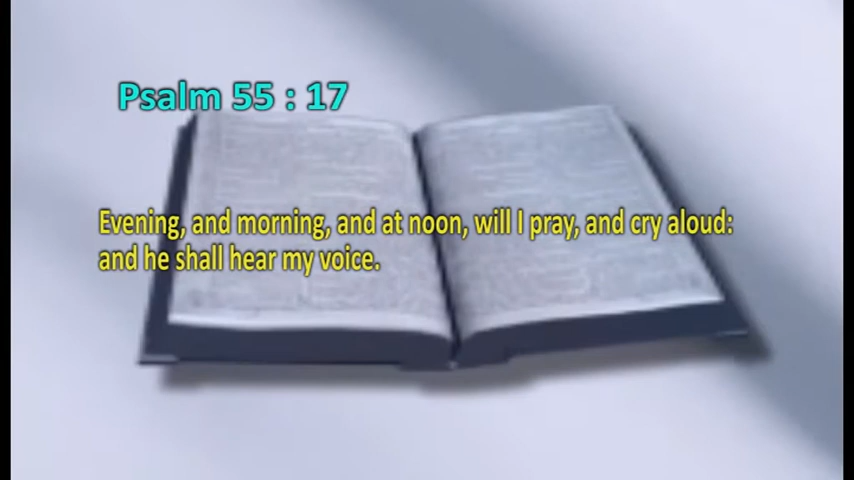 Psalm 55 : 17
Evening, and morning, and at noon, will I pray, and cry aloud:
and he shall hear my voice.